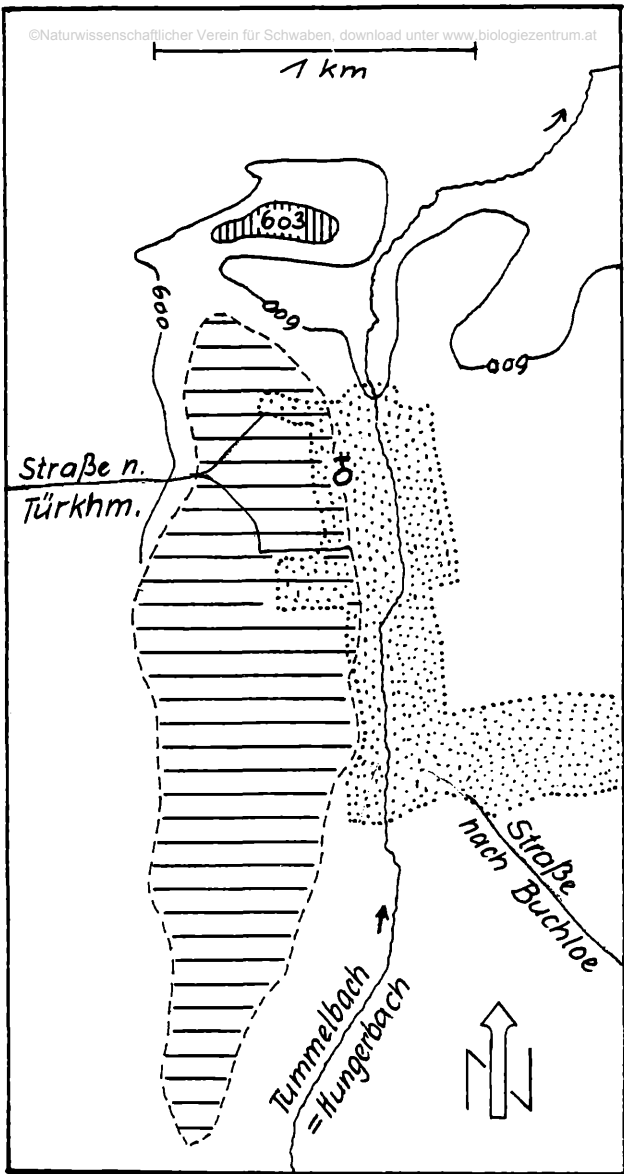 ©Naturwissenschaftlicher Verein für Schwaben, download unter www.biologiezentrum.at
1 km
603
600
600
600
Straße n.
Türkhm.
Straße
nach Buchloe
Tummelbach
=Hungerbach
N